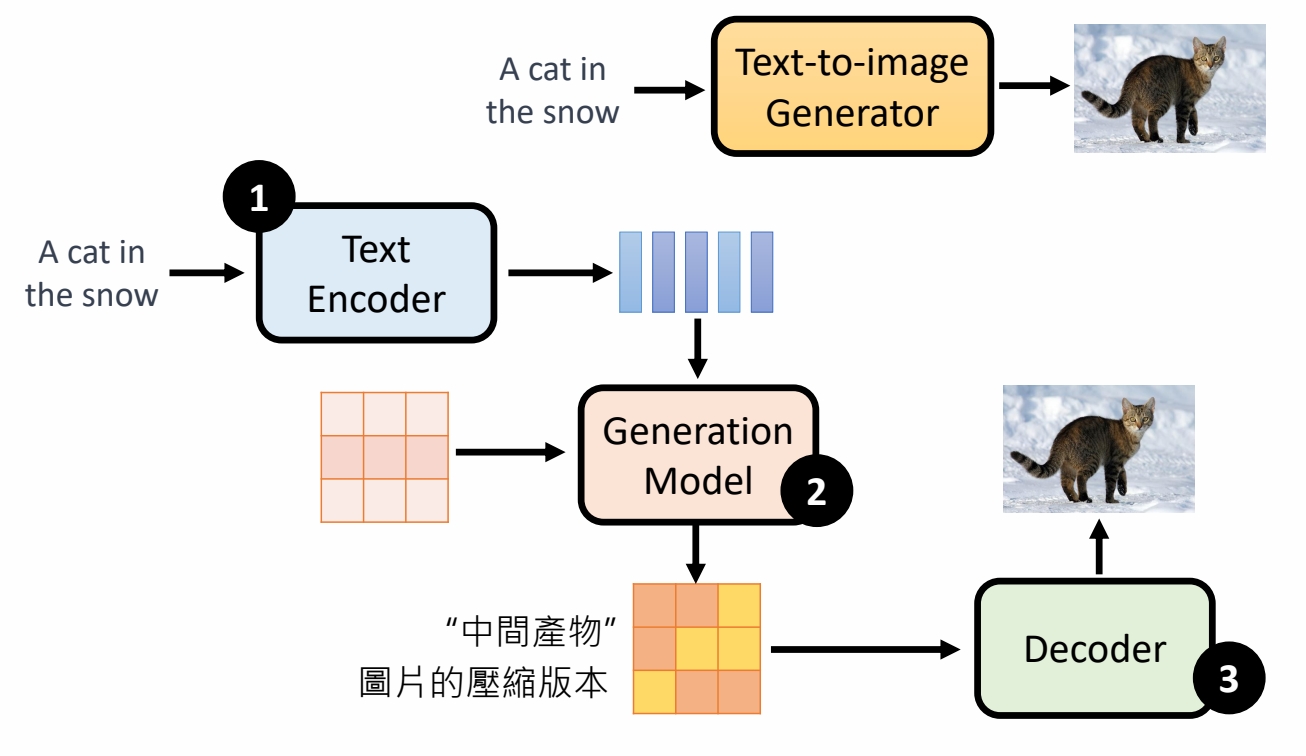 A cat in
the snow
Text-to-image
Generator
1
A cat in
the snow
Text
Encoder
Generation
Model
2
“中間產物”
圖片的壓縮版本
Decoder
3